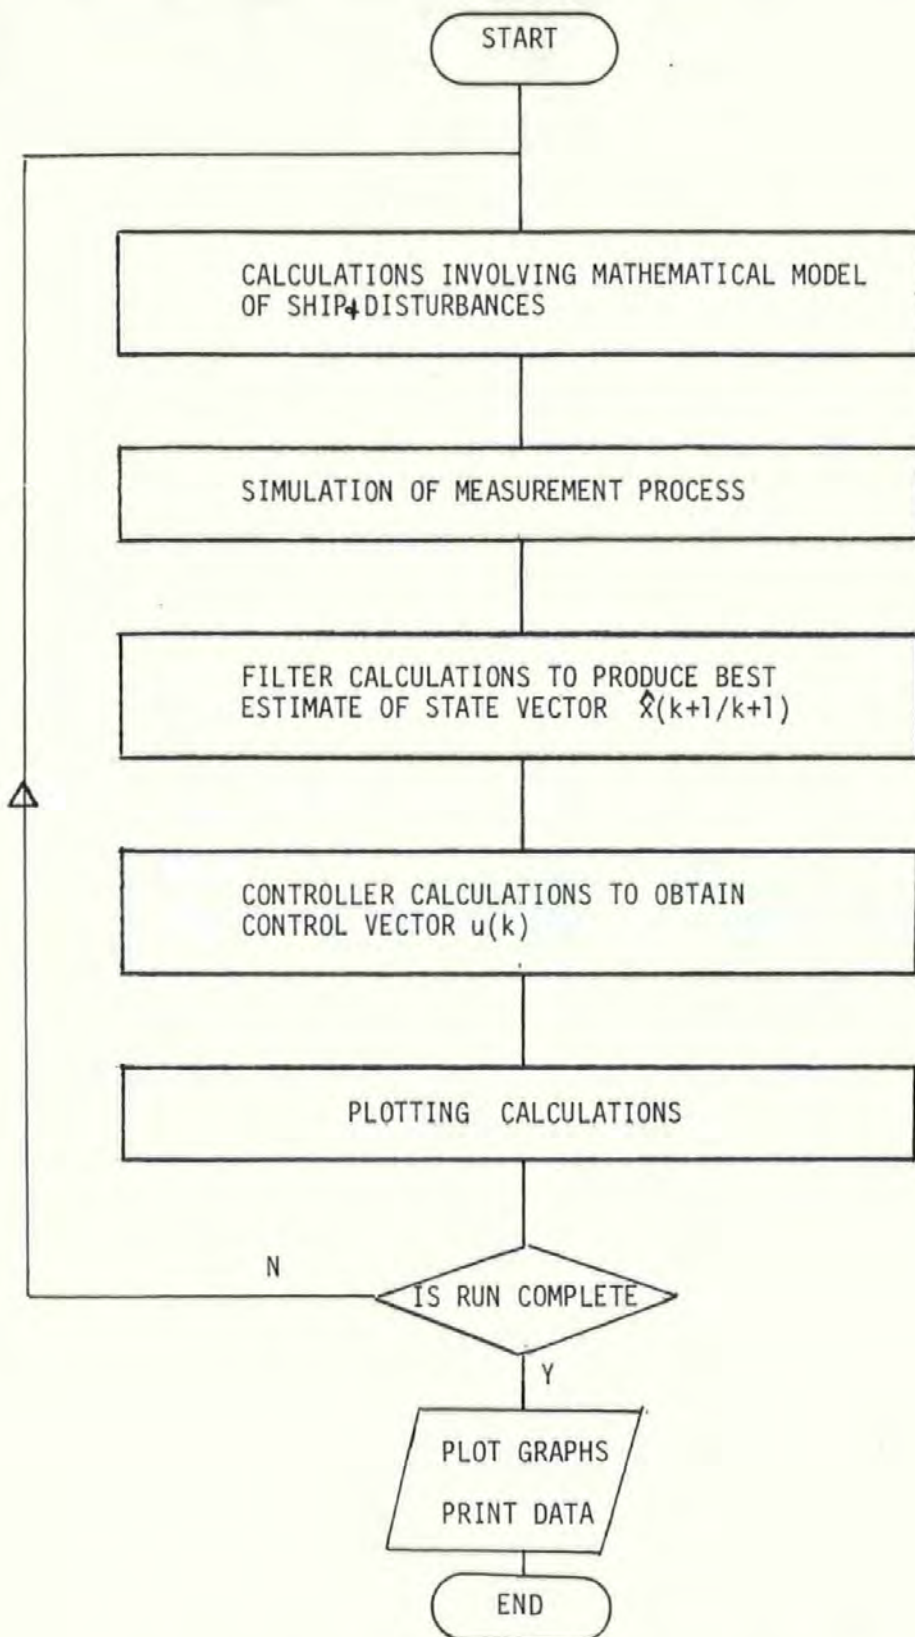 START
CALCULATIONS INVOLVING MATHEMATICAL MODEL
OF SHIP & DISTURBANCES
SIMULATION OF MEASUREMENT PROCESS
FILTER CALCULATIONS TO PRODUCE BEST
ESTIMATE OF STATE VECTOR x̂(k+1/k+1)
CONTROLLER CALCULATIONS TO OBTAIN
CONTROL VECTOR u(k)
PLOTTING CALCULATIONS
N
IS RUN COMPLETE
Y
PLOT GRAPHS
PRINT DATA
END